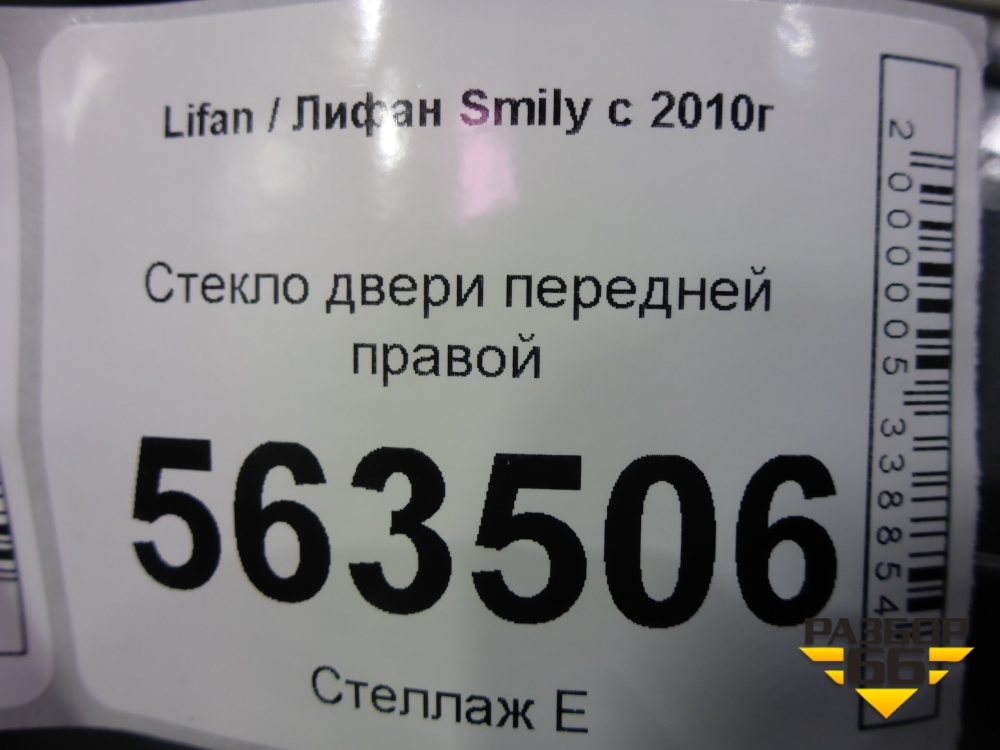 Lifan / Лифан Smily с 2010г
Стекло двери передней
правой
563506
Стеллаж Е
2000005338854
РАЗБОР
66